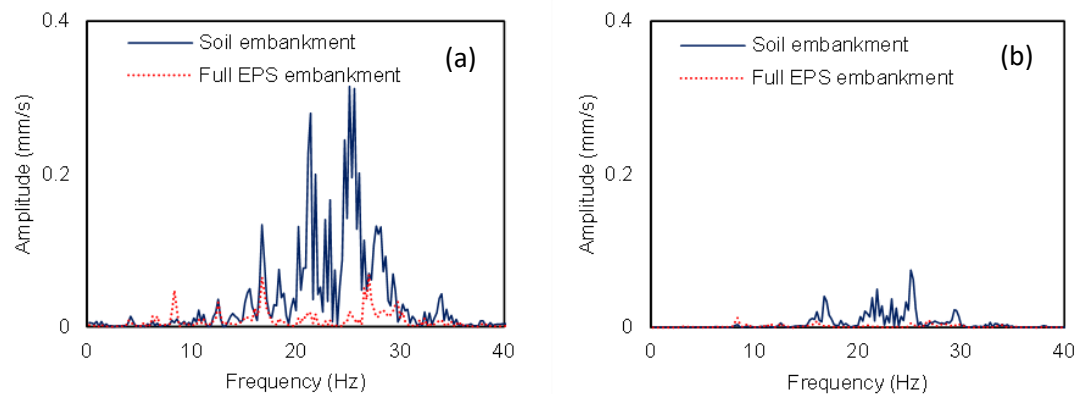 0.4
Soil embankment
Full EPS embankment
(a)
Amplitude (mm/s)
0.2
0
0 10 20 30 40
Frequency (Hz)
0.4
Soil embankment
Full EPS embankment
(b)
Amplitude (mm/s)
0.2
0
0 10 20 30 40
Frequency (Hz)